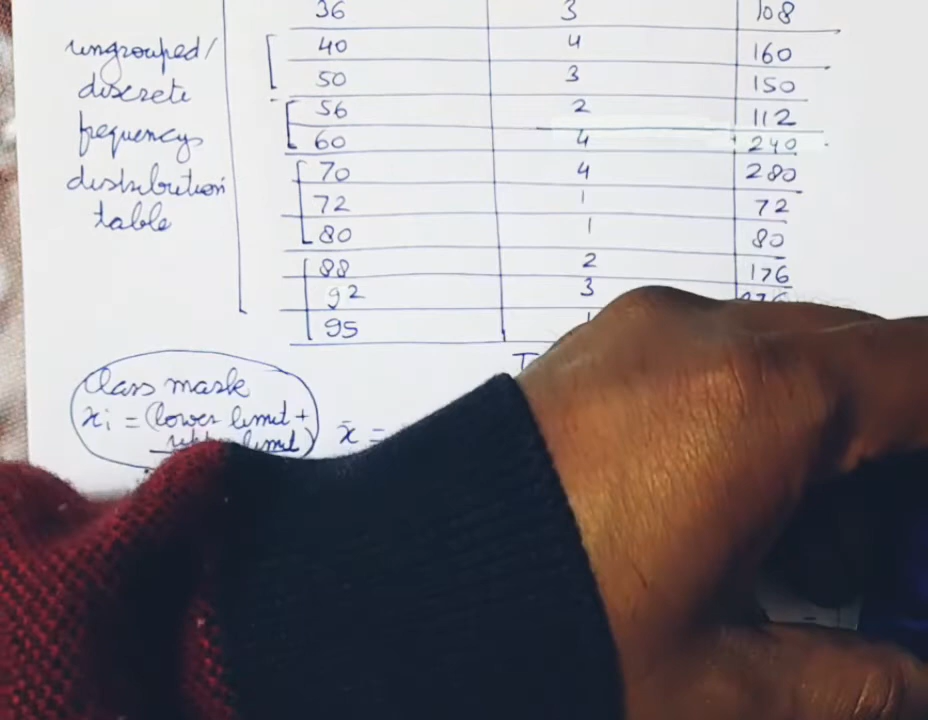 36 3 108
ungrouped/
discrete
frequency
distribution
table
40 4 160
50 3 150
56 2 112
60 4 240
70 4 280
72 1 72
80 1 80
88 2 176
92 3
95
Class mark
xi = (lower limit +
limit)
x̄ =